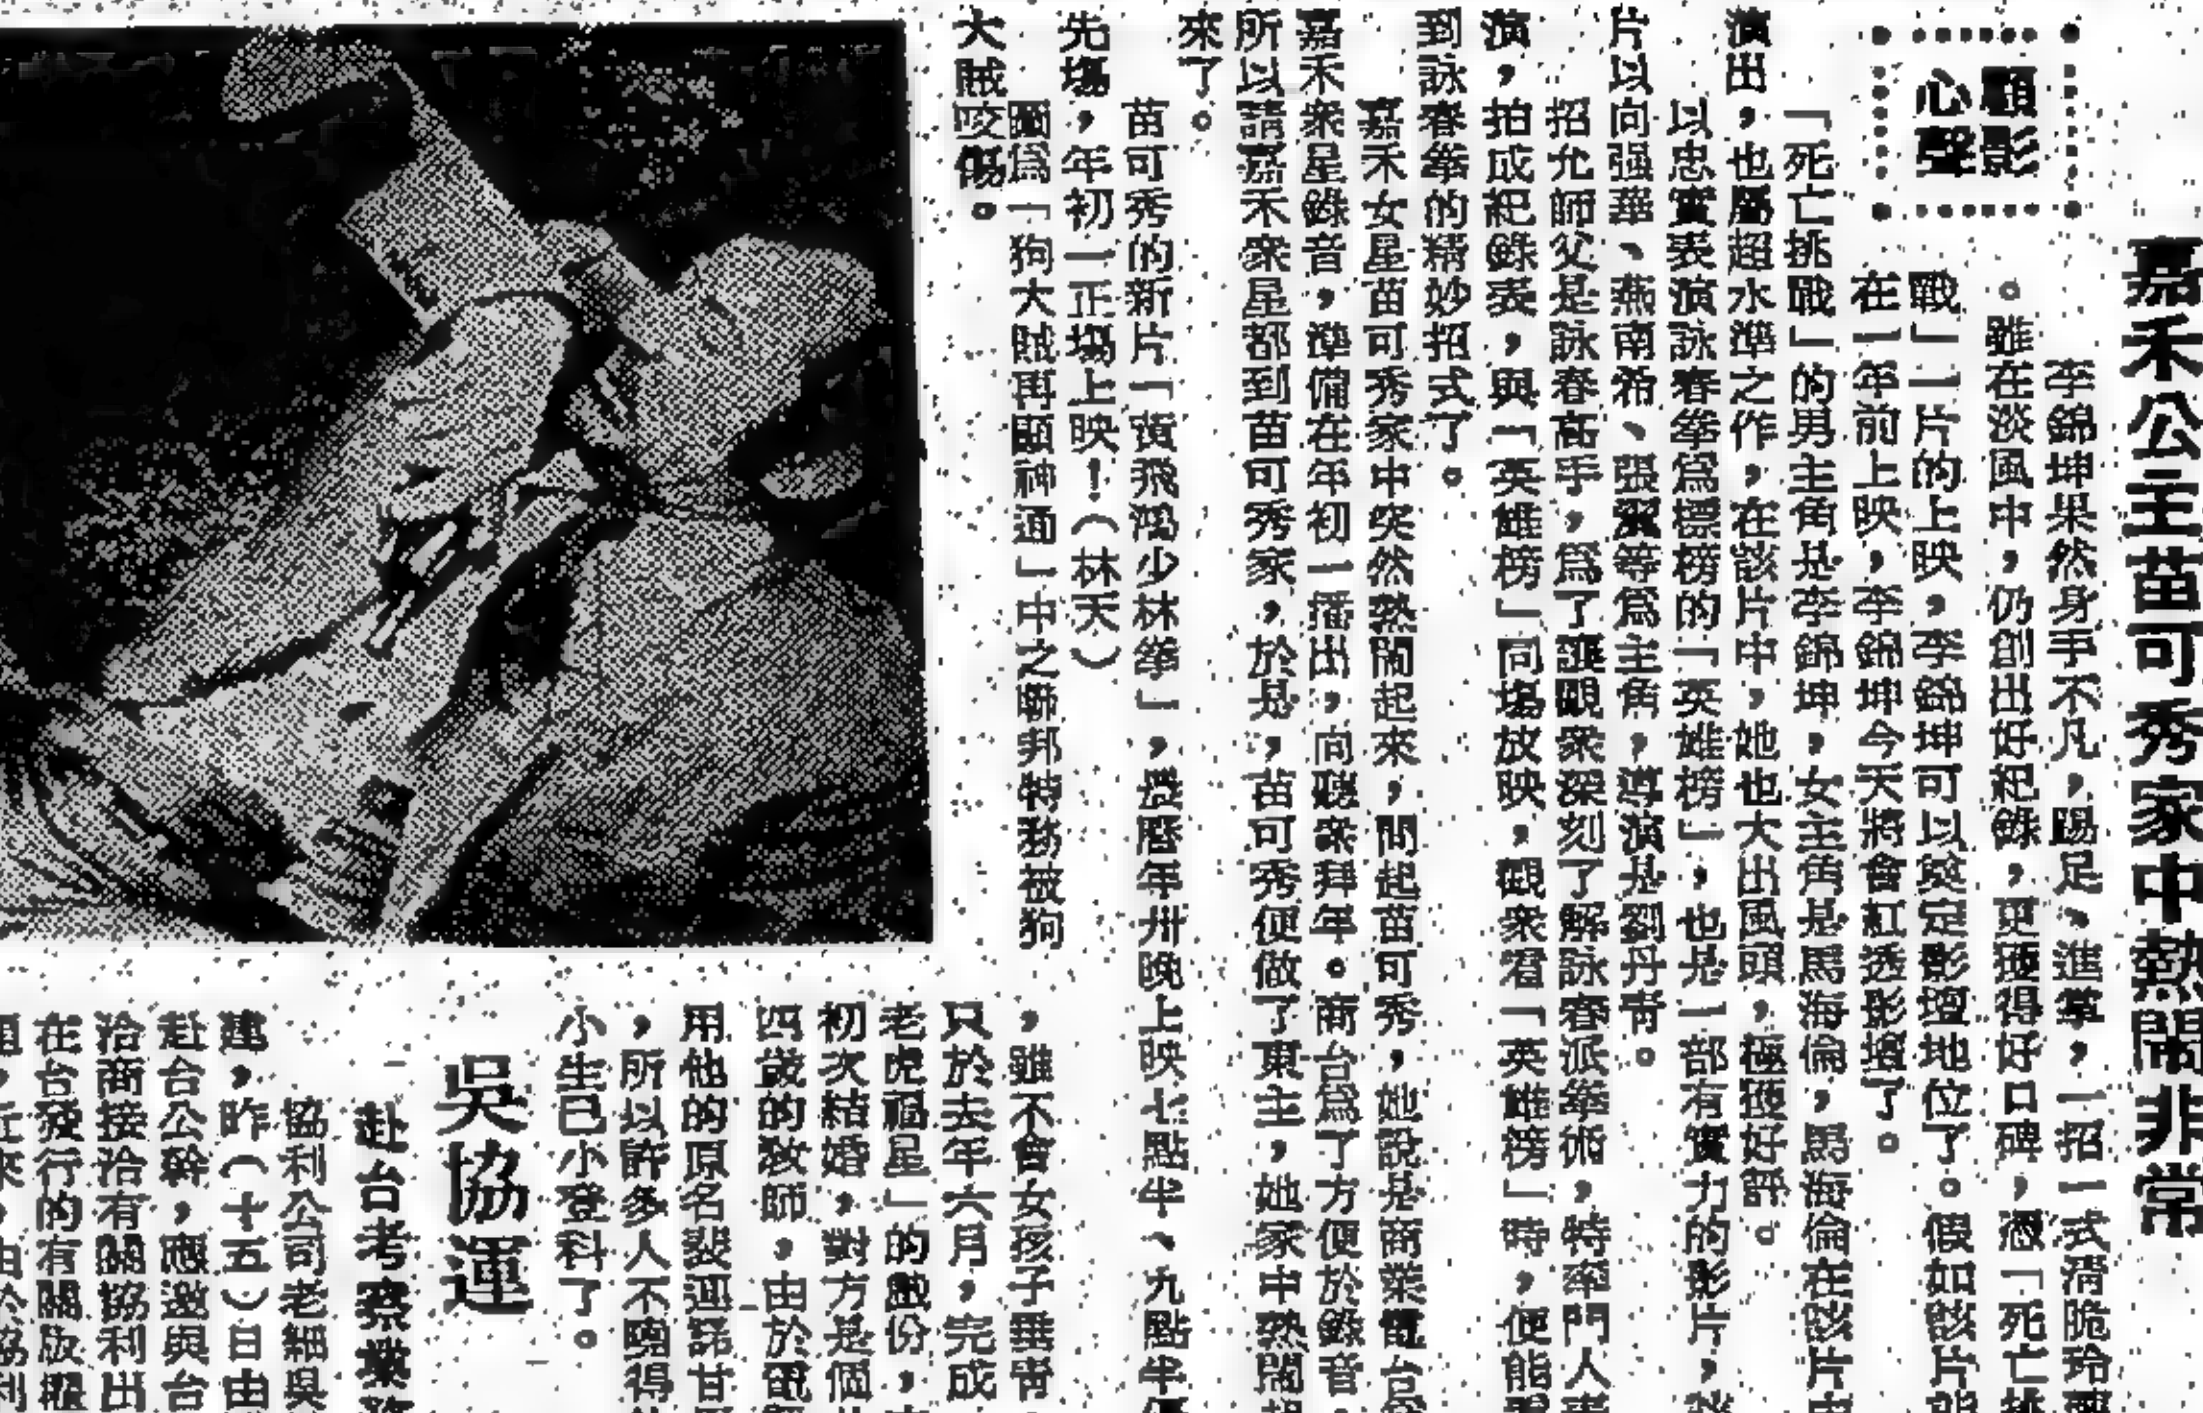 嘉禾公主苗可秀家中熱鬧非常
顧影
心聲
李錦坤果然身手不凡，踢足、進掌，一招一式清脆玲
。雖在淡風中，仍創出好紀錄，更極得好口碑，憑「死亡挑
戰」一片的上映，李錦坤可以奠定影壇地位了。假如該片能
在一年前上映，李錦坤今天將會紅透影壇了。
「死亡挑戰」的男主角是李錦坤，女主角是馬海倫，馬海倫在該片中
演出，也屬超水準之作，在該片中，她也大出風頭，極獲好評。
以忠實表演詠春拳為標榜的「英雄榜」，也是一部有實力的影片，該
片以向强華、燕南希、張翼等為主角，導演是劉丹青。
招允師父是詠春高手，為了讓觀衆深刻了解詠春派拳術，特率門人表
演，拍成紀錄表，與「英雄榜」同場放映，觀衆看「英雄榜」時，便能
到詠春拳的精妙招式了。
嘉禾女星苗可秀家中突然熱鬧起來，問起苗可秀，她說是商業電台
嘉禾衆星錄音，準備在年初一播出，向聽衆拜年。商台為了方便於錄音，
所以請嘉禾衆星都到苗可秀家，於是，苗可秀便做了東主，她家中熱鬧起
來了。
苗可秀的新片「黃飛鴻少林拳」，農曆年卅晚上映七點半、九點半優
先場，年初一正場上映！（林天）
圖為「狗大賊再顯神通」中之聯邦特務被狗
大賊咬傷。
，雖不會女孩子垂青，
只於去年六月，完成
老虎福星」的
份，
初次結婚，對方是個
四歲的教師，由於
用他的原名
，所以許多人不曉得
小生已小登科了。
吳協運
赴台考察業務
協利公司老細吳
建，昨（十五）日由
赴台公幹，應邀與台
洽商接洽有關協利出
在台發行的有關版權